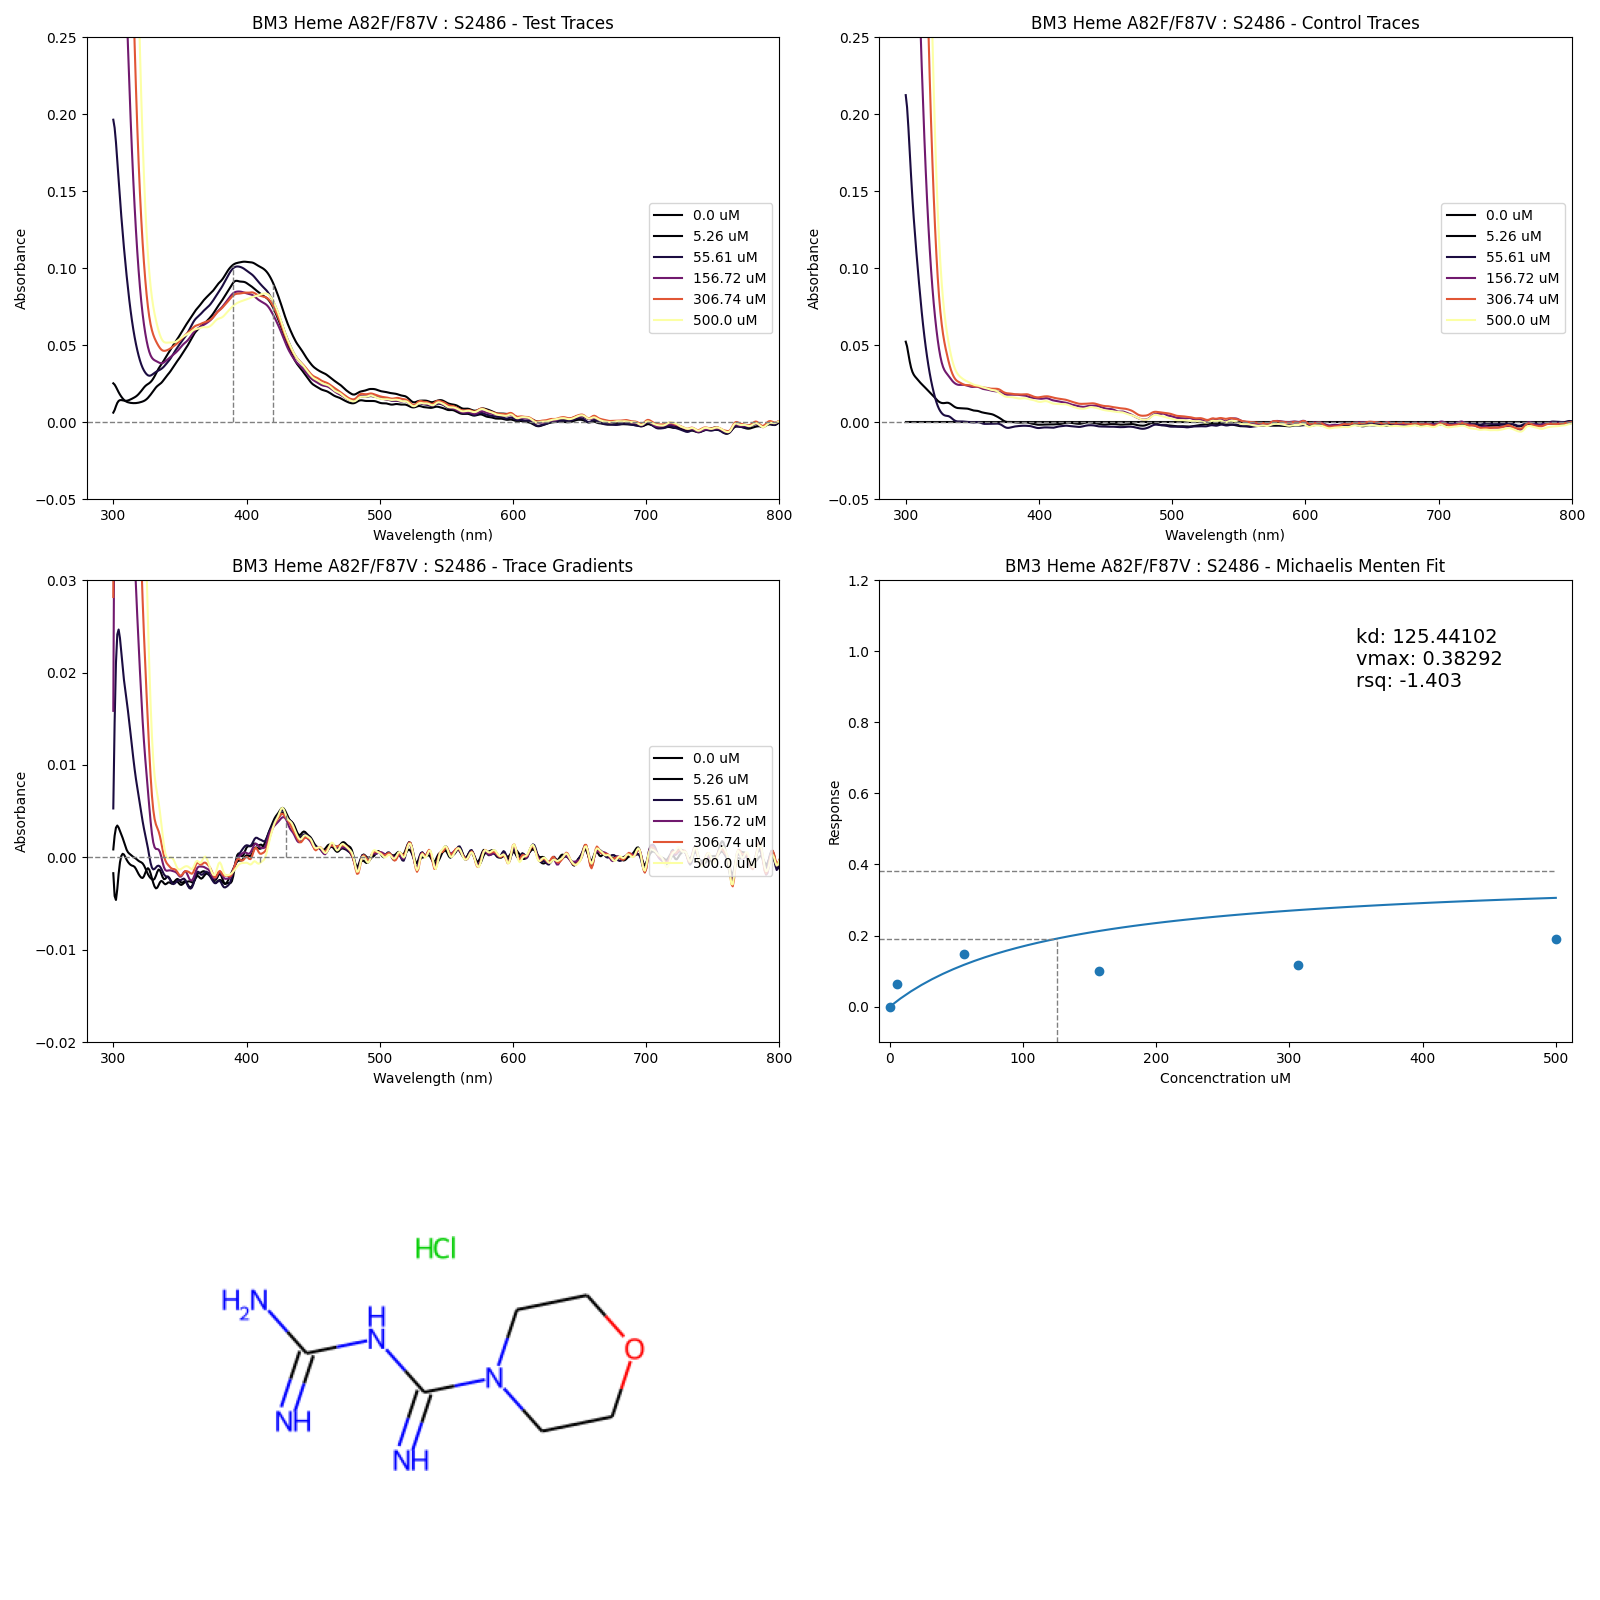 BM3 Heme A82F/F87V : S2486 - Test Traces
0.25
0.20
0.15
0.10
0.05
0.00
−0.05
Absorbance
300 400 500 600 700 800
Wavelength (nm)
0.0 uM
5.26 uM
55.61 uM
156.72 uM
306.74 uM
500.0 uM
BM3 Heme A82F/F87V : S2486 - Control Traces
0.25
0.20
0.15
0.10
0.05
0.00
−0.05
Absorbance
300 400 500 600 700 800
Wavelength (nm)
0.0 uM
5.26 uM
55.61 uM
156.72 uM
306.74 uM
500.0 uM
BM3 Heme A82F/F87V : S2486 - Trace Gradients
0.03
0.02
0.01
0.00
−0.01
−0.02
Absorbance
300 400 500 600 700 800
Wavelength (nm)
0.0 uM
5.26 uM
55.61 uM
156.72 uM
306.74 uM
500.0 uM
BM3 Heme A82F/F87V : S2486 - Michaelis Menten Fit
1.2
1.0
0.8
0.6
0.4
0.2
0.0
Response
0 100 200 300 400 500
Concenctration uM
kd: 125.44102
vmax: 0.38292
rsq: -1.403
HCl
H2N
H
N
O
N
NH
NH